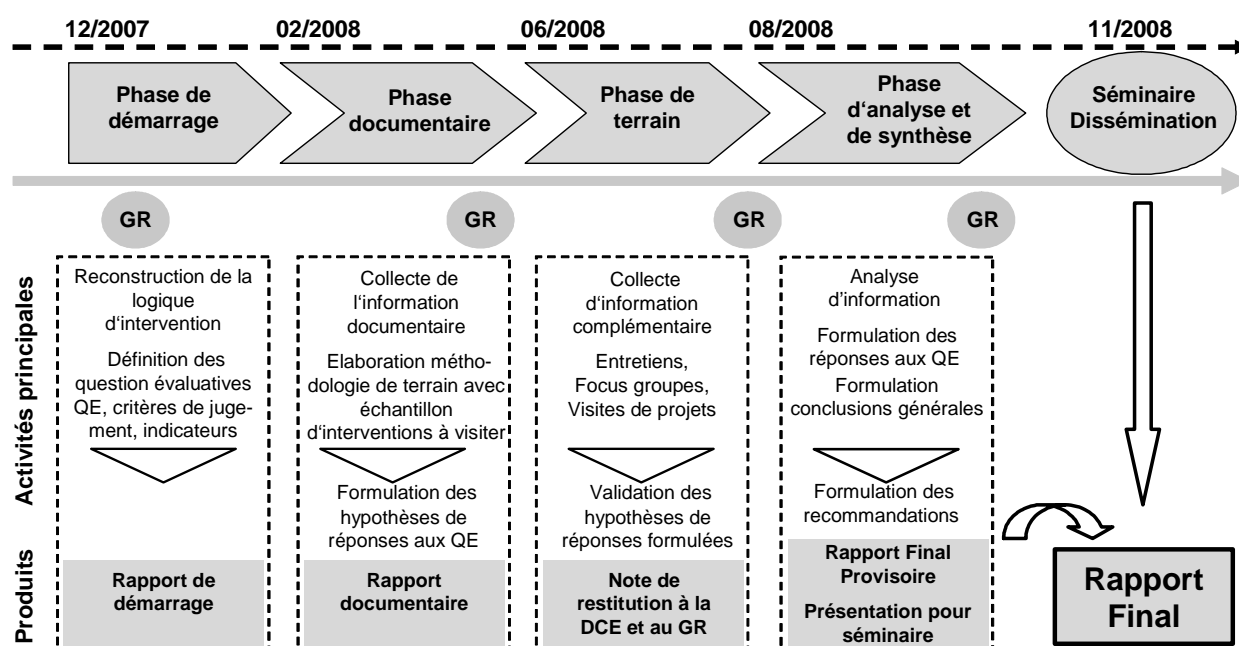 12/2007
02/2008
06/2008
08/2008
11/2008
Phase de
démarrage
Phase
documentaire
Phase de
terrain
Phase
d‘analyse et
de synthèse
Séminaire
Dissémination
GR
GR
GR
GR
Activités principales
Reconstruction de la
logique
d‘intervention
Définition des
question évaluatives
QE, critères de juge-
ment, indicateurs
Collecte de
l‘information
documentaire
Elaboration métho-
dologie de terrain avec
échantillon
d‘interventions à visiter
Formulation des
hypothèses de
réponses aux QE
Collecte
d‘information
complémentaire
Entretiens,
Focus groupes,
Visites de projets
Validation des
hypothèses de
réponses formulées
Analyse
d‘information
Formulation des
réponses aux QE
Formulation
conclusions générales
Formulation des
recommandations
Produits
Rapport de
démarrage
Rapport
documentaire
Note de
restitution à la
DCE et au GR
Rapport Final
Provisoire
Présentation pour
séminaire
Rapport
Final